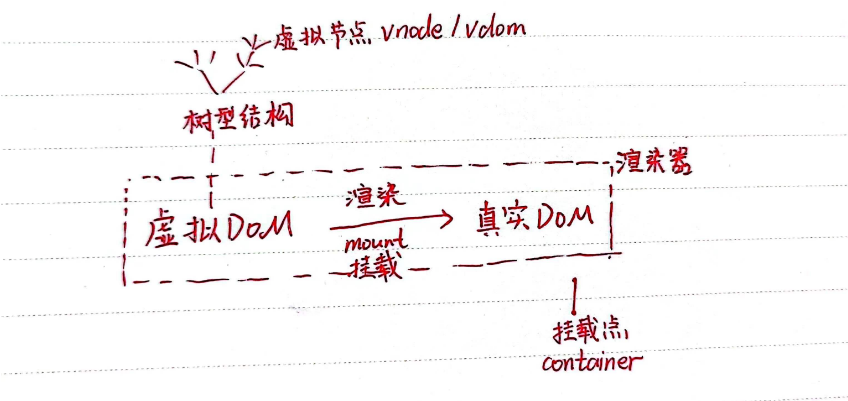 虚拟节点 vnode / vdom
树型结构
渲染器
虚拟DOM
渲染
mount
挂载
真实DOM
挂载点
container